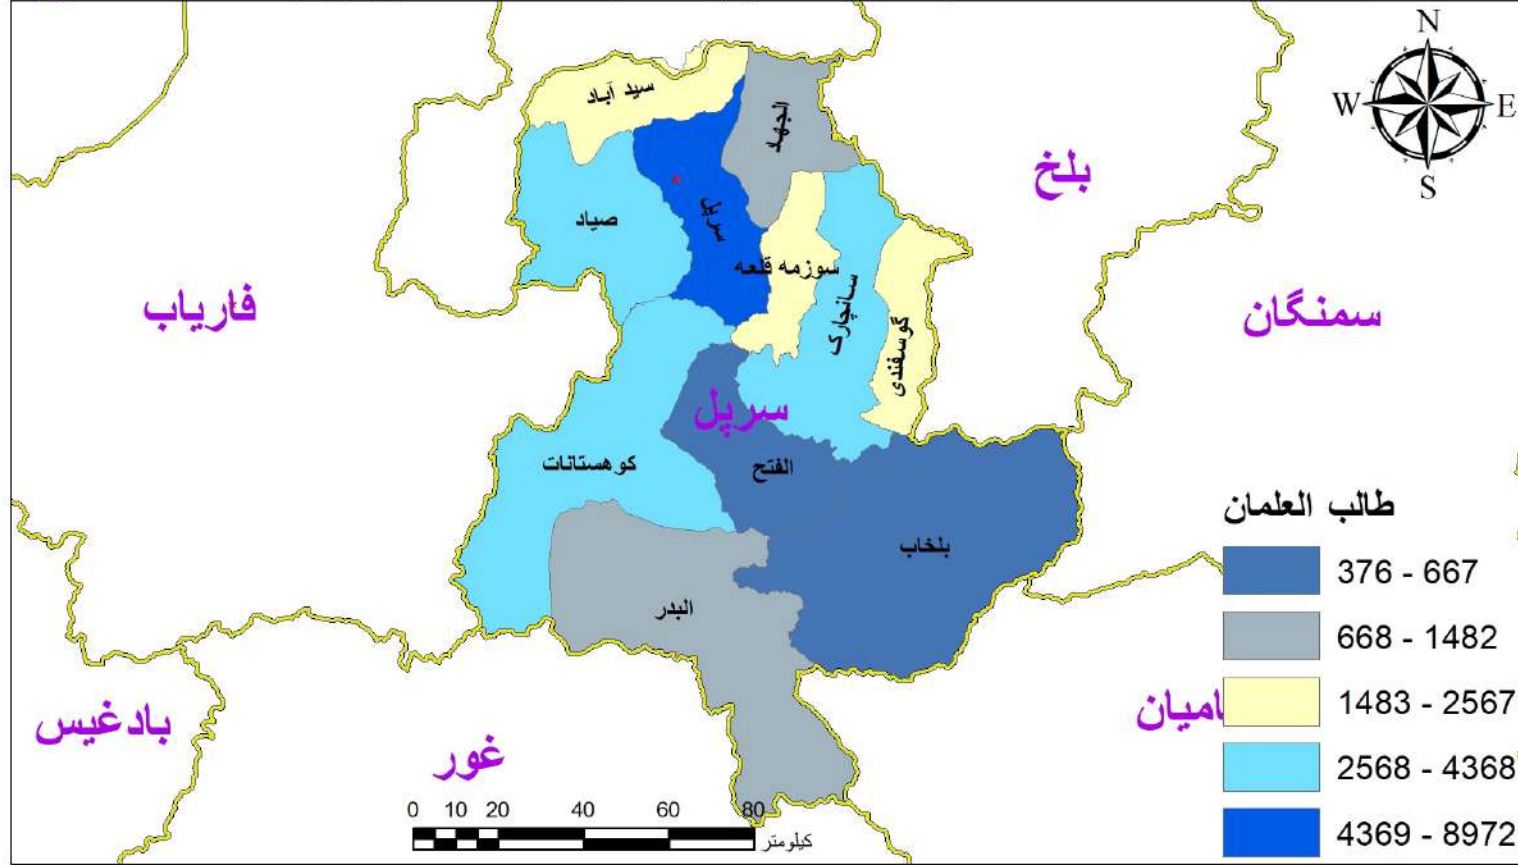 N
W E
S
سید آباد
الجهاد
بلخ
صیاد
سرپل
سوزمه قلعه
سانچارک
گوسفندی
فاریاب
سمنگان
سرپل
کوهستانات
الفتح
بلخاب
البدر
بادغیس
غور
امیان
طالب العلمان
376 - 667
668 - 1482
1483 - 2567
2568 - 4368
4369 - 8972
0 10 20 40 60 80
کیلومتر